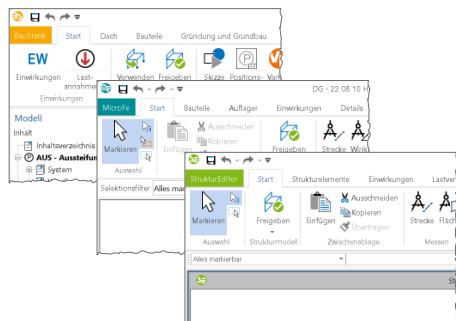 BauStatik Start Dach Bauteile Gründung und Grundbau
EW
Einwirkungen Last-
annahmen
Verwenden Freigeben Skizze Positions-
Einwirkungen
Modell
Inhalt
Inhaltsverzeichnis
AUS - Aussteifun
System
DG - 22 08 10 H
MicroFe Start Bauteile Auflager Einwirkungen Details
Markieren
Einfügen
Ausschneiden
Kopieren
Freigeben Strecke Wink
Auswahl
Selektionsfilter Alles mar
StrukturEditor Start Strukturelemente Einwirkungen Lastver
Markieren
Freigeben
Einfügen
Ausschneiden
Kopieren
Übertragen
Strecke Fläch
Auswahl Strukturmodell Zwischenablage Messen
Alles markierbar